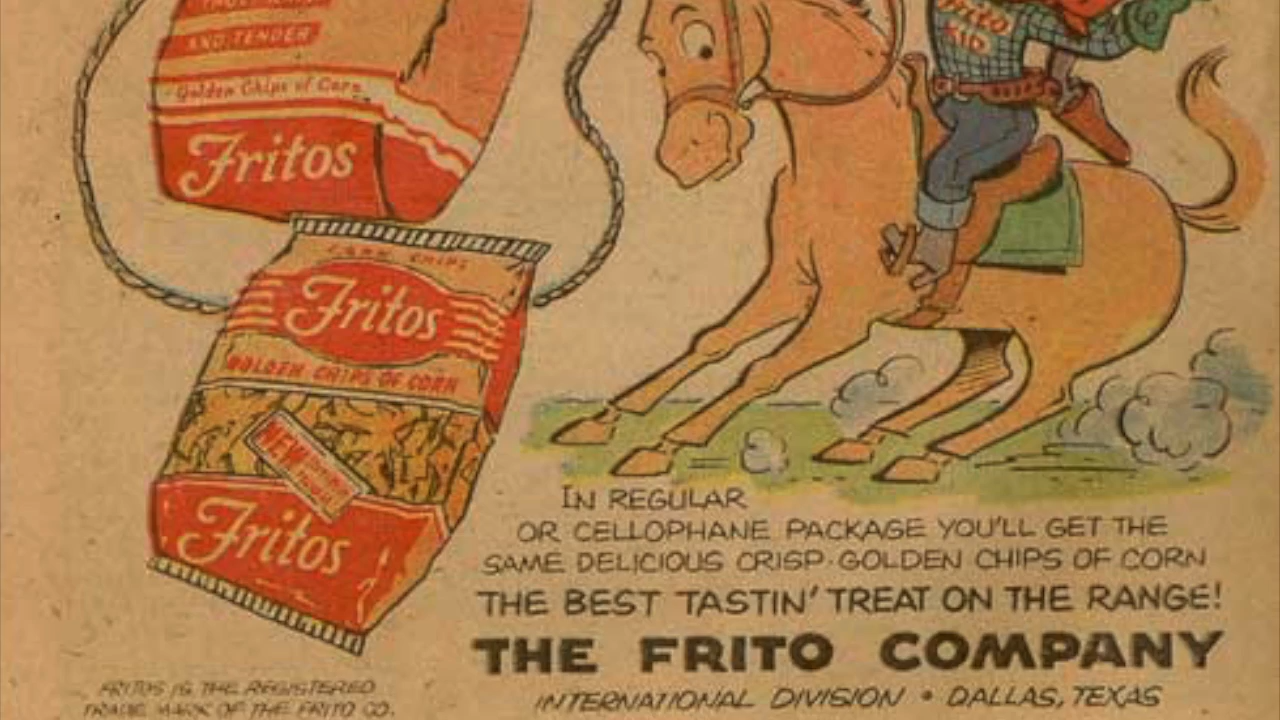 AND TENDER
Golden Chips of Corn
Fritos
FRITO
KID
CORN CHIPS
Fritos
GOLDEN CHIPS OF CORN
NEW
Fritos
IN REGULAR
OR CELLOPHANE PACKAGE YOU'LL GET THE
SAME DELICIOUS CRISP-GOLDEN CHIPS OF CORN
THE BEST TASTIN' TREAT ON THE RANGE!
THE FRITO COMPANY
INTERNATIONAL DIVISION • DALLAS, TEXAS
FRITOS IS THE REGISTERED
TRADE MARK OF THE FRITO CO.